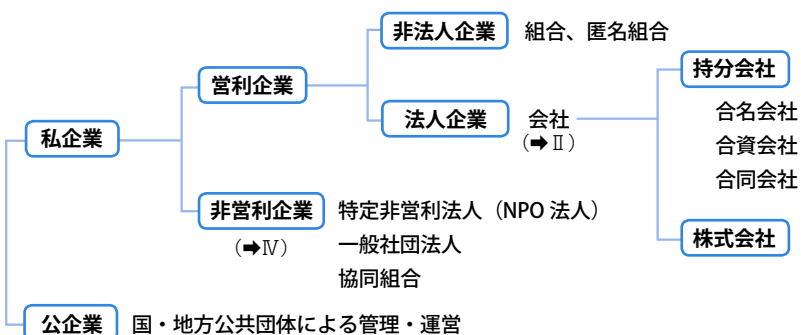 非法人企業 組合、匿名組合
持分会社
営利企業
合名会社
法人企業 会社
(➡Ⅱ)
私企業
合資会社
合同会社
非営利企業 特定非営利法人（NPO 法人）
(➡Ⅳ) 一般社団法人
株式会社
協同組合
公企業 国・地方公共団体による管理・運営